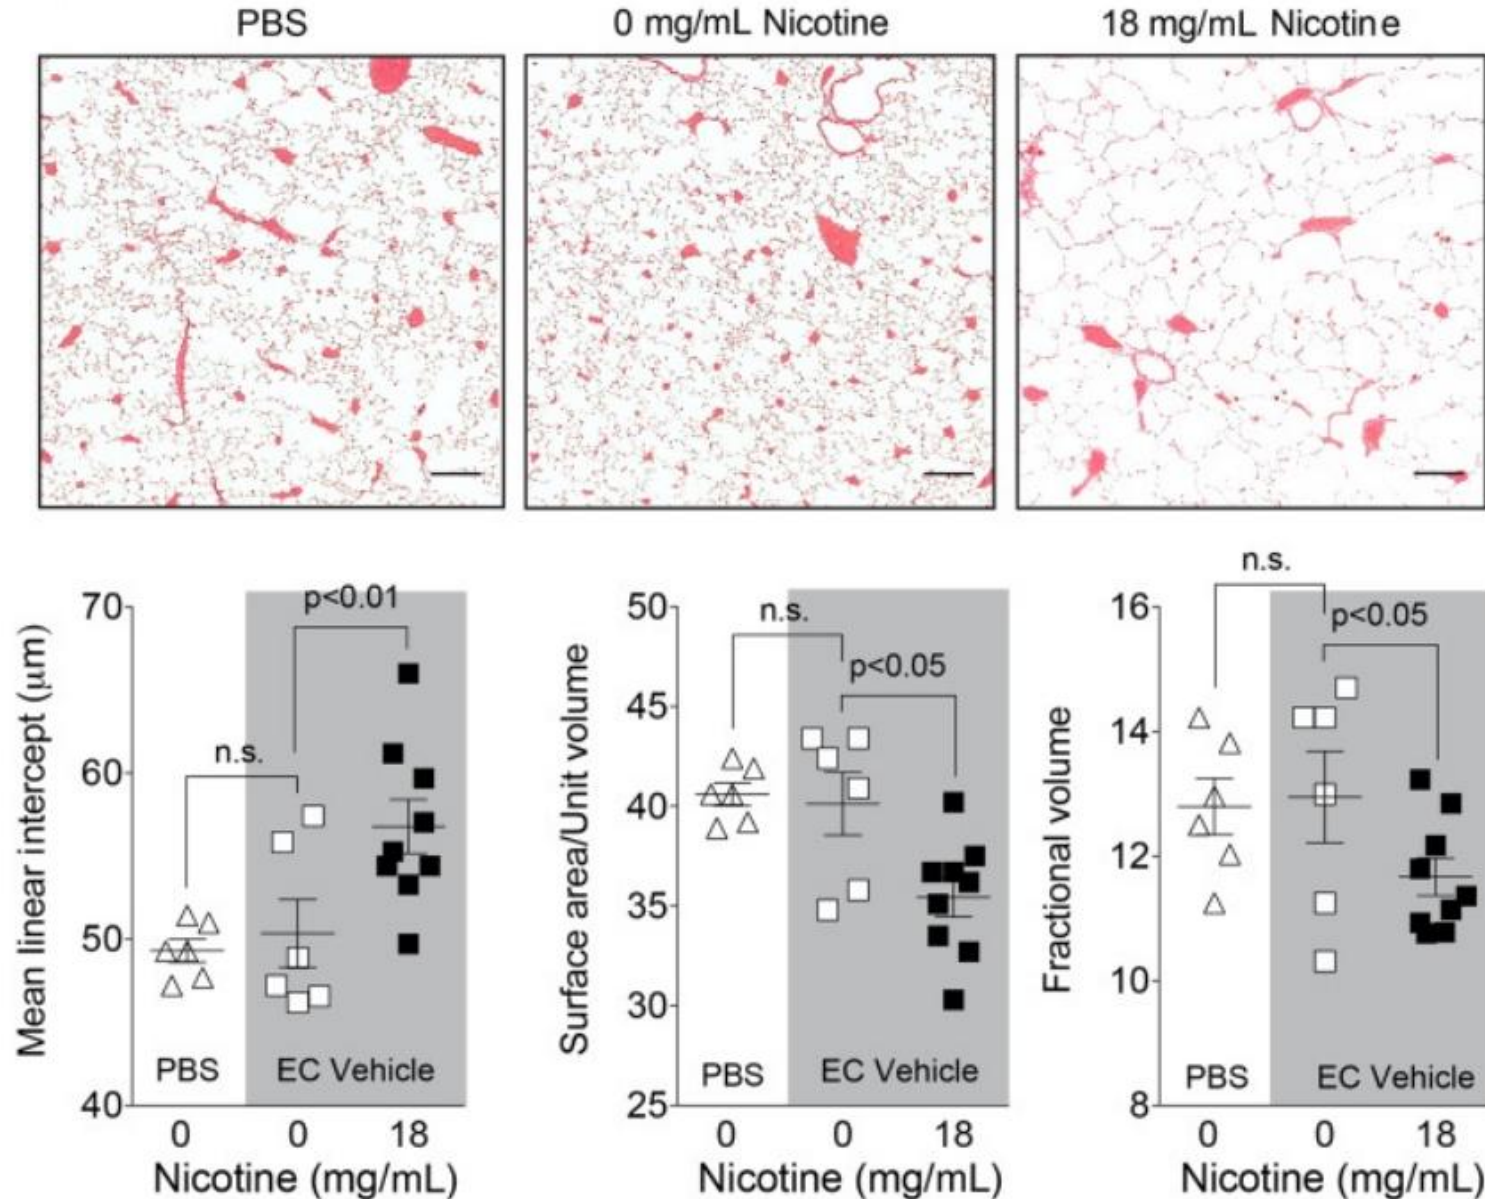 PBS
0 mg/mL Nicotine
18 mg/mL Nicotine
Mean linear intercept (μm)
70
60
50
40
n.s.
p<0.01
PBS
EC Vehicle
0 0 18
Nicotine (mg/mL)
Surface area/Unit volume
50
45
40
35
30
25
n.s.
p<0.05
PBS
EC Vehicle
0 0 18
Nicotine (mg/mL)
Fractional volume
16
14
12
10
8
n.s.
p<0.05
PBS
EC Vehicle
0 0 18
Nicotine (mg/mL)